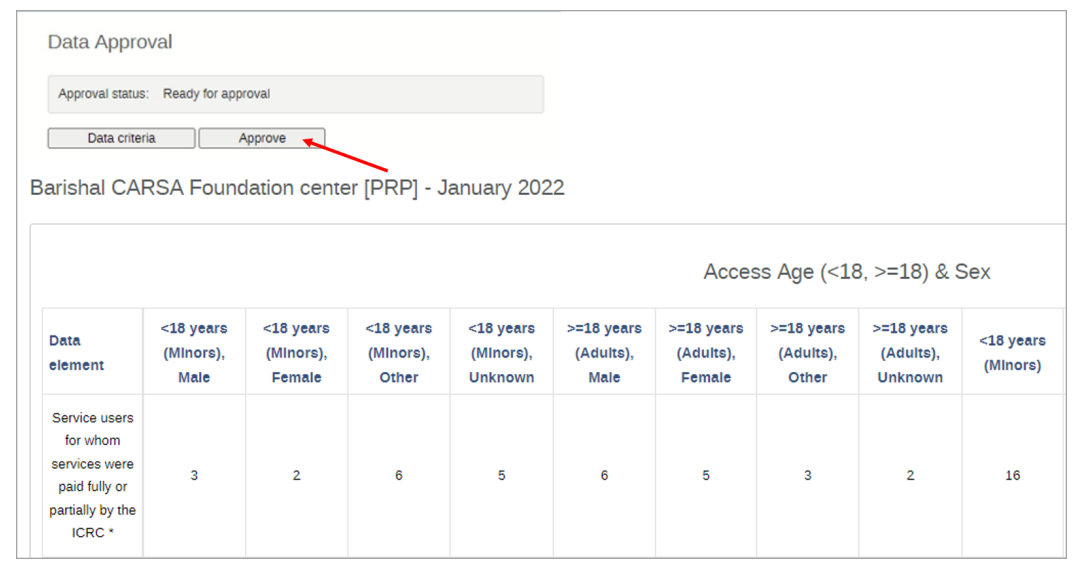 Data Approval
Approval status: Ready for approval
Data criteria Approve
Barishal CARSA Foundation center [PRP] - January 2022
Access Age (<18, >=18) & Sex
Data
element
<18 years
(MInors),
Male
<18 years
(MInors),
Female
<18 years
(MInors),
Other
<18 years
(MInors),
Unknown
>=18 years
(Adults),
Male
>=18 years
(Adults),
Female
>=18 years
(Adults),
Other
>=18 years
(Adults),
Unknown
<18 years
(MInors)
Service users
for whom
services were
paid fully or
partially by the
ICRC *
3 2 6 5 6 5 3 2 16